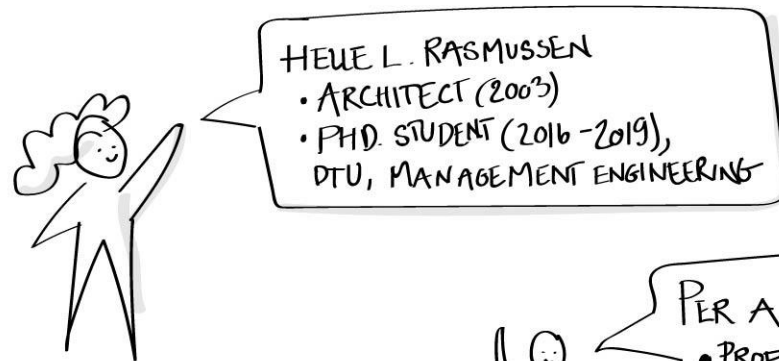 HELLE L. RASMUSSEN
• ARCHITECT (2003)
• PHD. STUDENT (2016-2019),
DTU, MANAGEMENT ENGINEERING
PER A